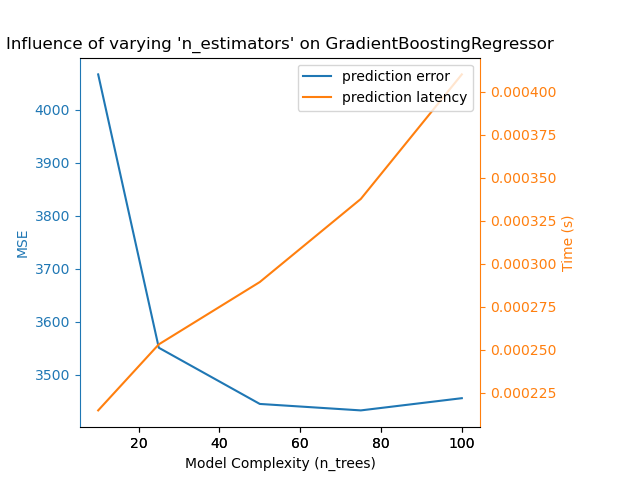 Influence of varying 'n_estimators' on GradientBoostingRegressor
prediction error
prediction latency
MSE
4000
3900
3800
3700
3600
3500
0.000400
0.000375
0.000350
0.000325
0.000300
0.000275
0.000250
0.000225
Time (s)
20 40 60 80 100
Model Complexity (n_trees)